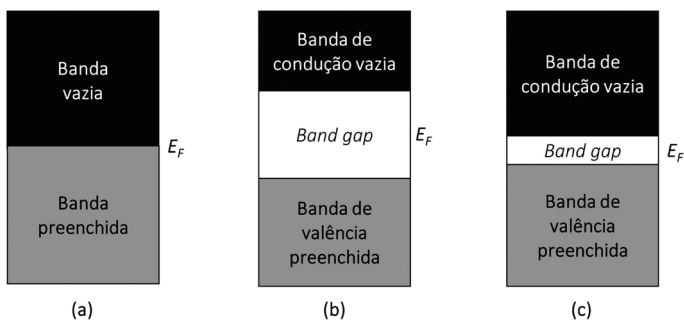 Banda
vazia
E_F
Banda
preenchida
(a)
Banda de
condução vazia
Band gap
E_F
Banda de
valência
preenchida
(b)
Banda de
condução vazia
Band gap
E_F
Banda de
valência
preenchida
(c)